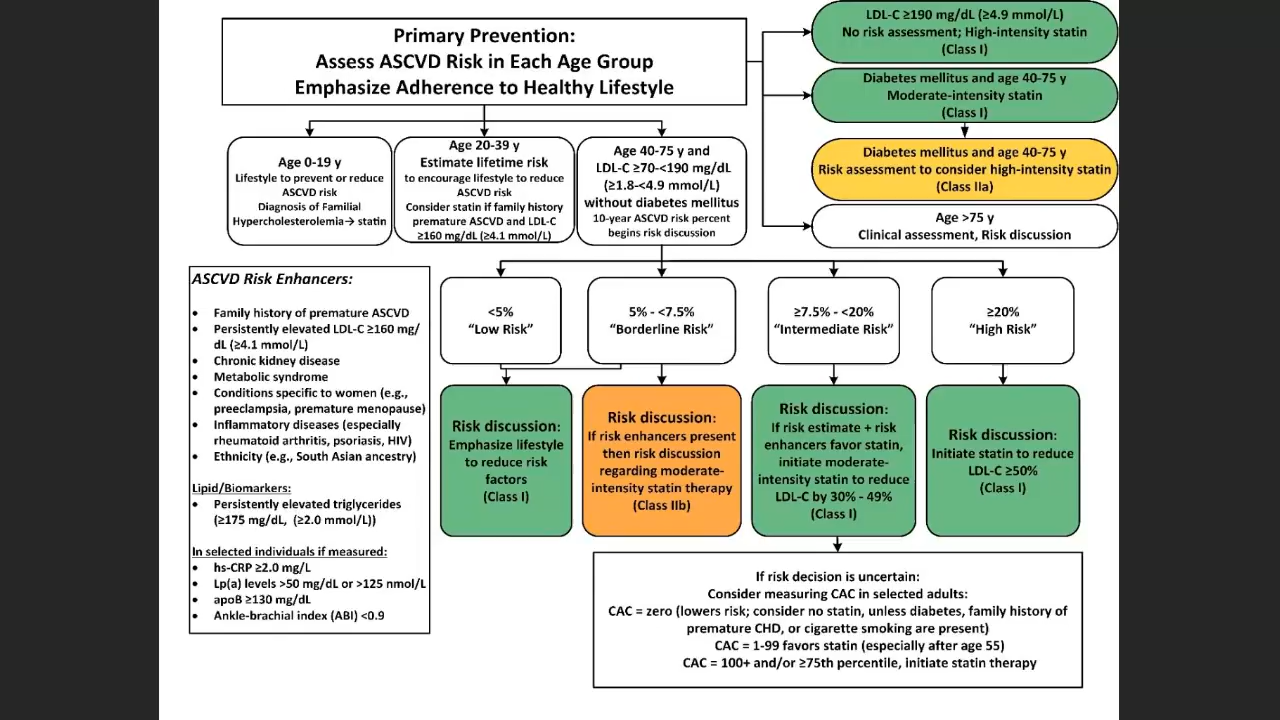 Primary Prevention:
Assess ASCVD Risk in Each Age Group
Emphasize Adherence to Healthy Lifestyle
LDL-C ≥190 mg/dL (≥4.9 mmol/L)
No risk assessment; High-intensity statin
(Class I)
Diabetes mellitus and age 40-75 y
Moderate-intensity statin
(Class I)
Diabetes mellitus and age 40-75 y
Risk assessment to consider high-intensity statin
(Class IIa)
Age >75 y
Clinical assessment, Risk discussion
Age 0-19 y
Lifestyle to prevent or reduce
ASCVD risk
Diagnosis of Familial
Hypercholesterolemia→ statin
Age 20-39 y
Estimate lifetime risk
to encourage lifestyle to reduce
ASCVD risk
Consider statin if family history
premature ASCVD and LDL-C
≥160 mg/dL (≥4.1 mmol/L)
Age 40-75 y and
LDL-C ≥70-<190 mg/dL
(≥1.8-<4.9 mmol/L)
without diabetes mellitus
10-year ASCVD risk percent
begins risk discussion
ASCVD Risk Enhancers:
• Family history of premature ASCVD
• Persistently elevated LDL-C ≥160 mg/
dL (≥4.1 mmol/L)
• Chronic kidney disease
• Metabolic syndrome
• Conditions specific to women (e.g.,
preeclampsia, premature menopause)
• Inflammatory diseases (especially
rheumatoid arthritis, psoriasis, HIV)
• Ethnicity (e.g., South Asian ancestry)
Lipid/Biomarkers:
• Persistently elevated triglycerides
(≥175 mg/dL, (≥2.0 mmol/L))
In selected individuals if measured:
• hs-CRP ≥2.0 mg/L
• Lp(a) levels >50 mg/dL or >125 nmol/L
• apoB ≥130 mg/dL
• Ankle-brachial index (ABI) <0.9
<5%
“Low Risk”
5% - <7.5%
“Borderline Risk”
≥7.5% - <20%
“Intermediate Risk”
≥20%
“High Risk”
Risk discussion:
Emphasize lifestyle
to reduce risk
factors
(Class I)
Risk discussion:
If risk enhancers present
then risk discussion
regarding moderate-
intensity statin therapy
(Class IIb)
Risk discussion:
If risk estimate + risk
enhancers favor statin,
initiate moderate-
intensity statin to reduce
LDL-C by 30% - 49%
(Class I)
Risk discussion:
Initiate statin to reduce
LDL-C ≥50%
(Class I)
If risk decision is uncertain:
Consider measuring CAC in selected adults:
CAC = zero (lowers risk; consider no statin, unless diabetes, family history of
premature CHD, or cigarette smoking are present)
CAC = 1-99 favors statin (especially after age 55)
CAC = 100+ and/or ≥75th percentile, initiate statin therapy